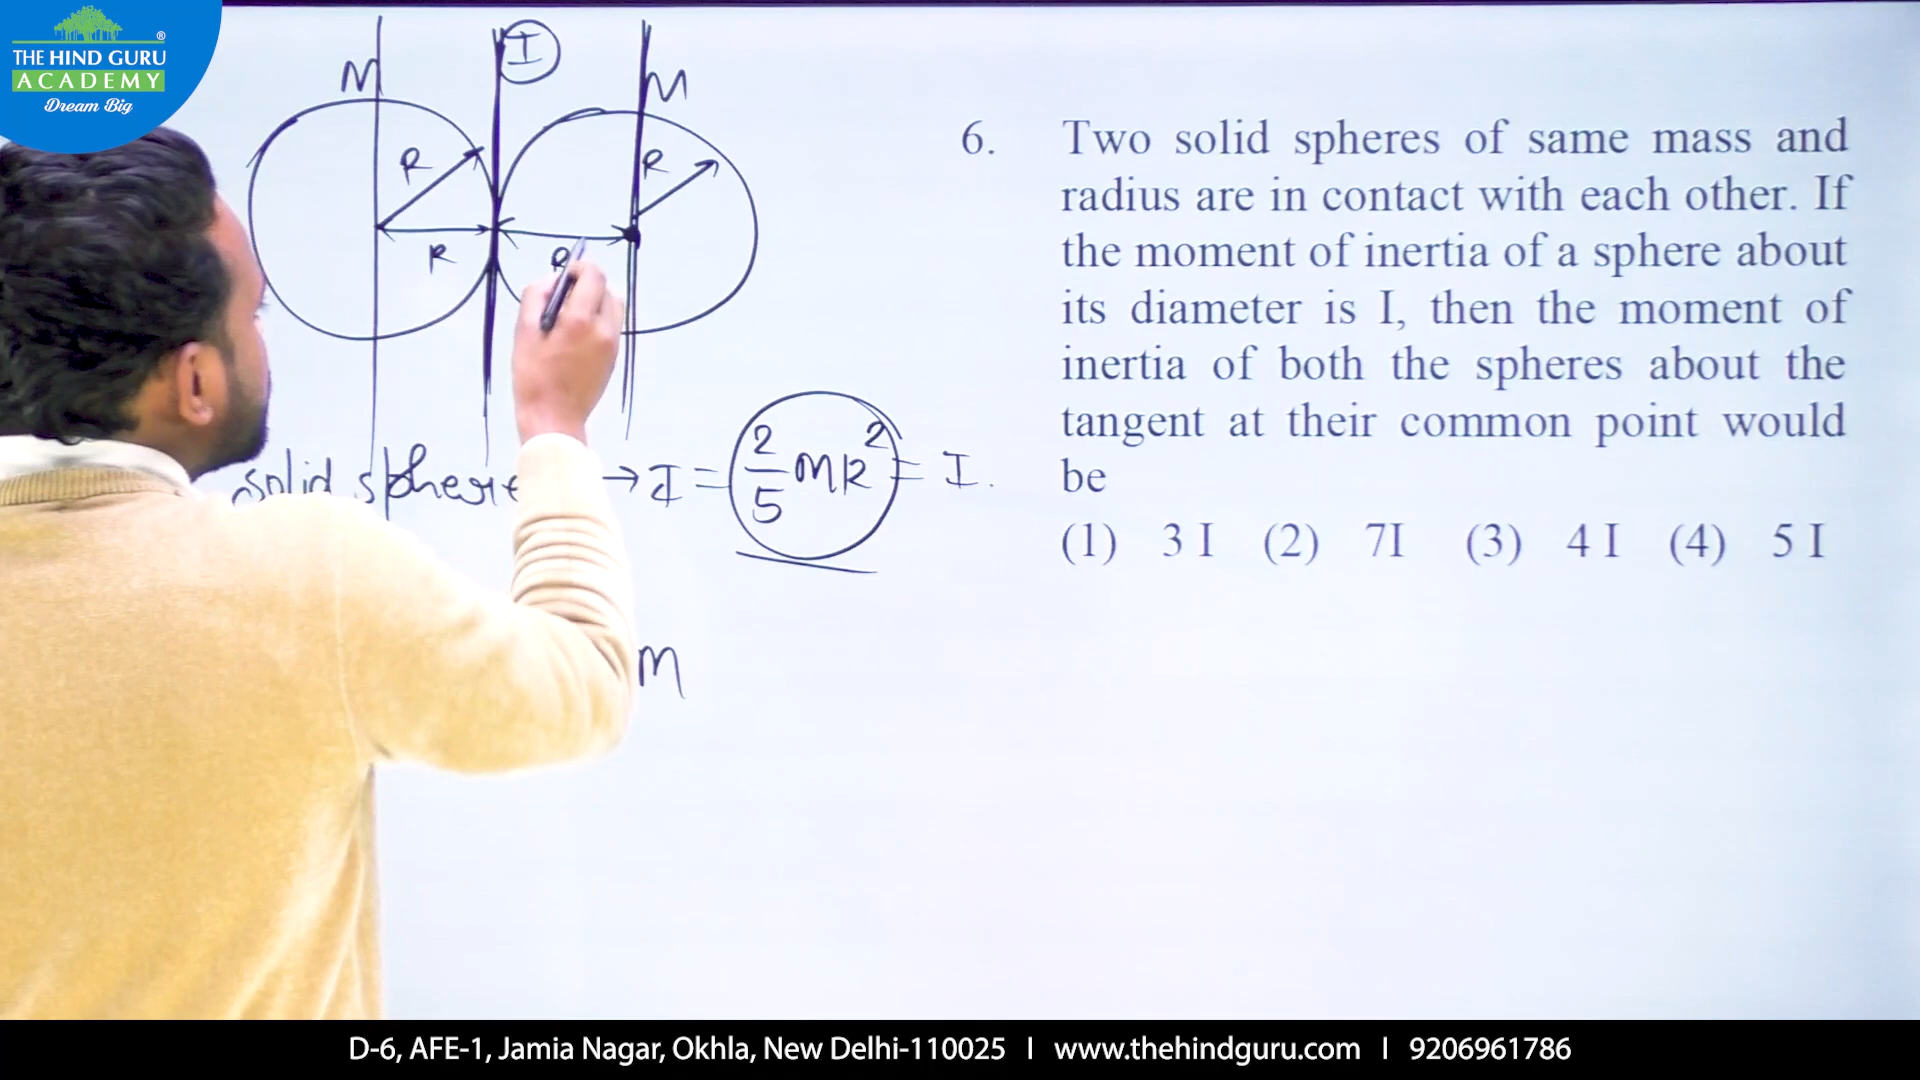 THE HIND GURU
ACADEMY
Dream Big
®
M
I
M
R
R
R
R
solid sphere → I = 2/5 MR² = I.
M
6. Two solid spheres of same mass and
radius are in contact with each other. If
the moment of inertia of a sphere about
its diameter is I, then the moment of
inertia of both the spheres about the
tangent at their common point would
be
(1) 3 I (2) 7I (3) 4 I (4) 5 I
D-6, AFE-1, Jamia Nagar, Okhla, New Delhi-110025 I www.thehindguru.com I 9206961786